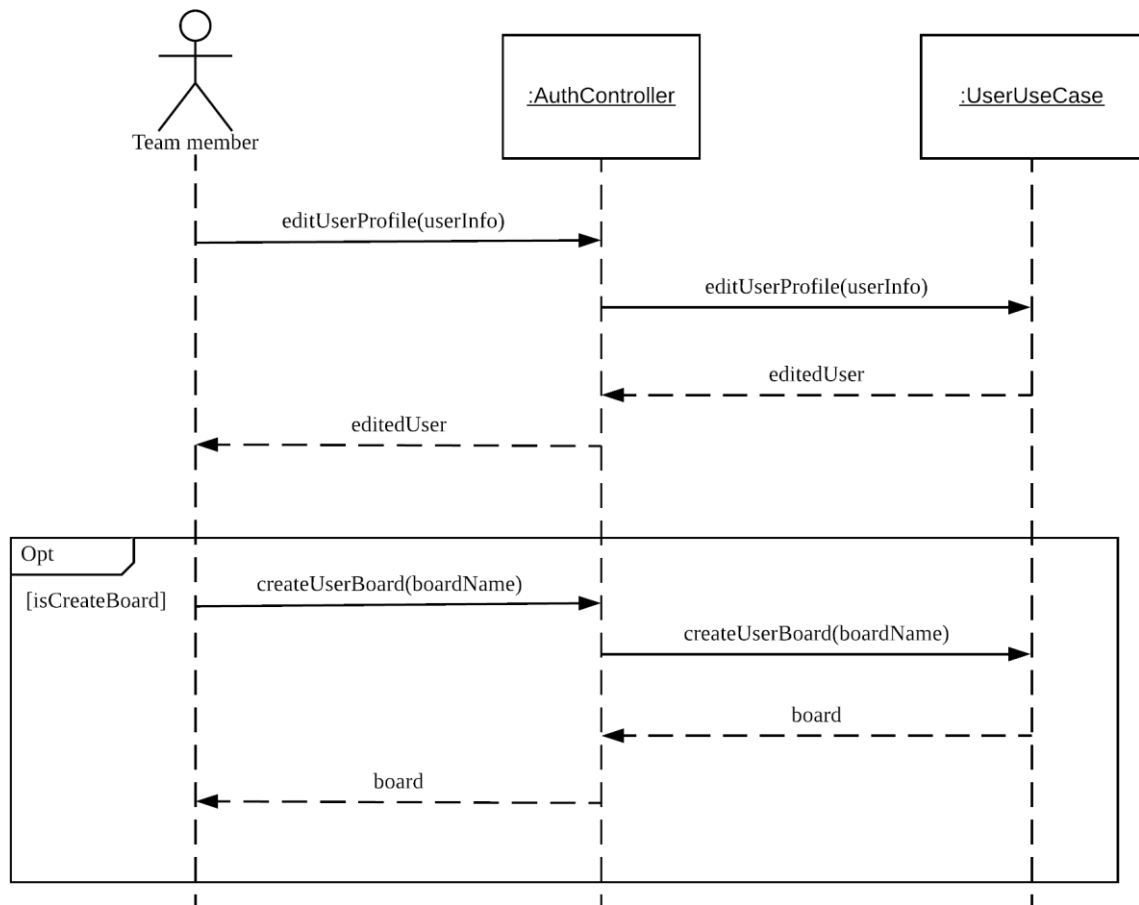 :AuthController
:UserUseCase
Team member
editUserProfile(userInfo)
editUserProfile(userInfo)
editedUser
editedUser
Opt
[isCreateBoard]
createUserBoard(boardName)
createUserBoard(boardName)
board
board